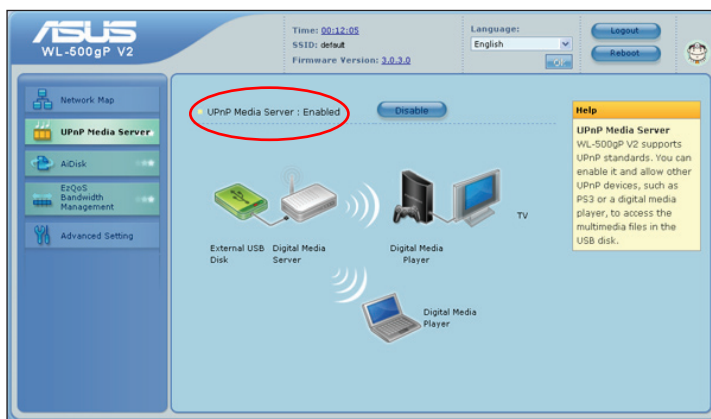 ASUS
WL-500gP V2
Time: 00:12:05
SSID: default
Firmware Version: 3.0.3.0
Language:
English
OK
Logout
Reboot
Network Map
UPnP Media Server
AiDisk
EzQoS
Bandwidth
Management
Advanced Setting
UPnP Media Server : Enabled
Disable
External USB
Disk
Digital Media
Server
Digital Media
Player
TV
Digital Media
Player
Help
UPnP Media Server
WL-500gP V2 supports
UPnP standards. You can
enable it and allow other
UPnP devices, such as
PS3 or a digital media
player, to access the
multimedia files in the
USB disk.